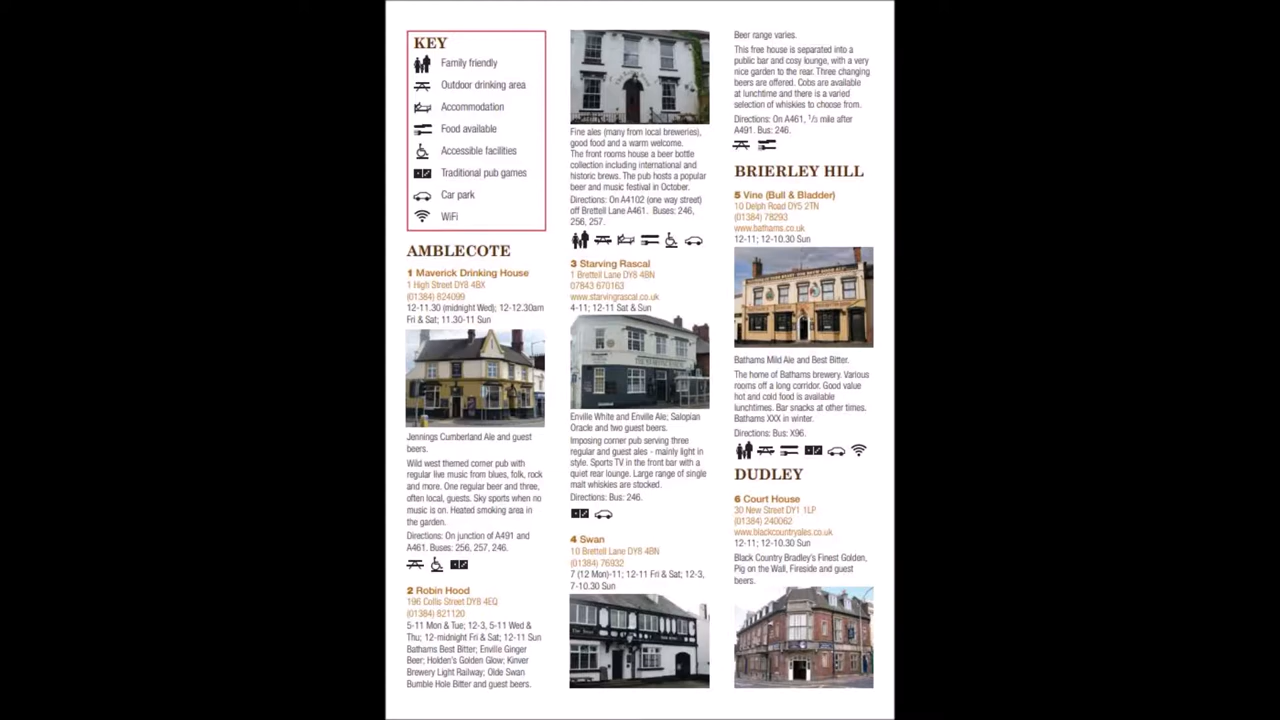 KEY
Family friendly
Outdoor drinking area
Accommodation
Food available
Accessible facilities
Traditional pub games
Car park
WiFi
AMBLECOTE
1 Maverick Drinking House
1 High Street DY8 4BX
(01384) 824099
12-11.30 (midnight Wed); 12-12.30am
Fri & Sat; 11.30-11 Sun
Jennings Cumberland Ale and guest
beers.
Wild west themed corner pub with
regular live music from blues, folk, rock
and more. One regular beer and three,
often local, guests. Sky sports when no
music is on. Heated smoking area in
the garden.
Directions: On junction of A491 and
A461. Buses: 256, 257, 246.
2 Robin Hood
196 Collis Street DY8 4EQ
(01384) 821120
5-11 Mon & Tue; 12-3, 5-11 Wed &
Thu; 12-midnight Fri & Sat; 12-11 Sun
Bathams Best Bitter; Enville Ginger
Beer; Holden's Golden Glow; Kinver
Brewery Light Railway; Olde Swan
Bumble Hole Bitter and guest beers.
Fine ales (many from local breweries),
good food and a warm welcome.
The front rooms house a beer bottle
collection including international and
historic brews. The pub hosts a popular
beer and music festival in October.
Directions: On A4102 (one way street)
off Brettell Lane A461. Buses: 246,
256, 257.
3 Starving Rascal
1 Brettell Lane DY8 4BN
07843 670163
www.starvingrascal.co.uk
4-11; 12-11 Sat & Sun
Enville White and Enville Ale; Salopian
Oracle and two guest beers.
Imposing corner pub serving three
regular and guest ales - mainly light in
style. Sports TV in the front bar with a
quiet rear lounge. Large range of single
malt whiskies are stocked.
Directions: Bus: 246.
4 Swan
10 Brettell Lane DY8 4BN
(01384) 76932
7 (12 Mon)-11; 12-11 Fri & Sat; 12-3,
7-10.30 Sun
Beer range varies.
This free house is separated into a
public bar and cosy lounge, with a very
nice garden to the rear. Three changing
beers are offered. Cobs are available
at lunchtime and there is a varied
selection of whiskies to choose from.
Directions: On A461, 1/3 mile after
A491. Bus: 246.
BRIERLEY HILL
5 Vine (Bull & Bladder)
10 Delph Road DY5 2TN
(01384) 78293
www.bathams.co.uk
12-11; 12-10.30 Sun
Bathams Mild Ale and Best Bitter.
The home of Bathams brewery. Various
rooms off a long corridor. Good value
hot and cold food is available
lunchtimes. Bar snacks at other times.
Bathams XXX in winter.
Directions: Bus: X96.
DUDLEY
6 Court House
30 New Street DY1 1LP
(01384) 240062
www.blackcountryales.co.uk
12-11; 12-10.30 Sun
Black Country Bradley's Finest Golden,
Pig on the Wall, Fireside and guest
beers.